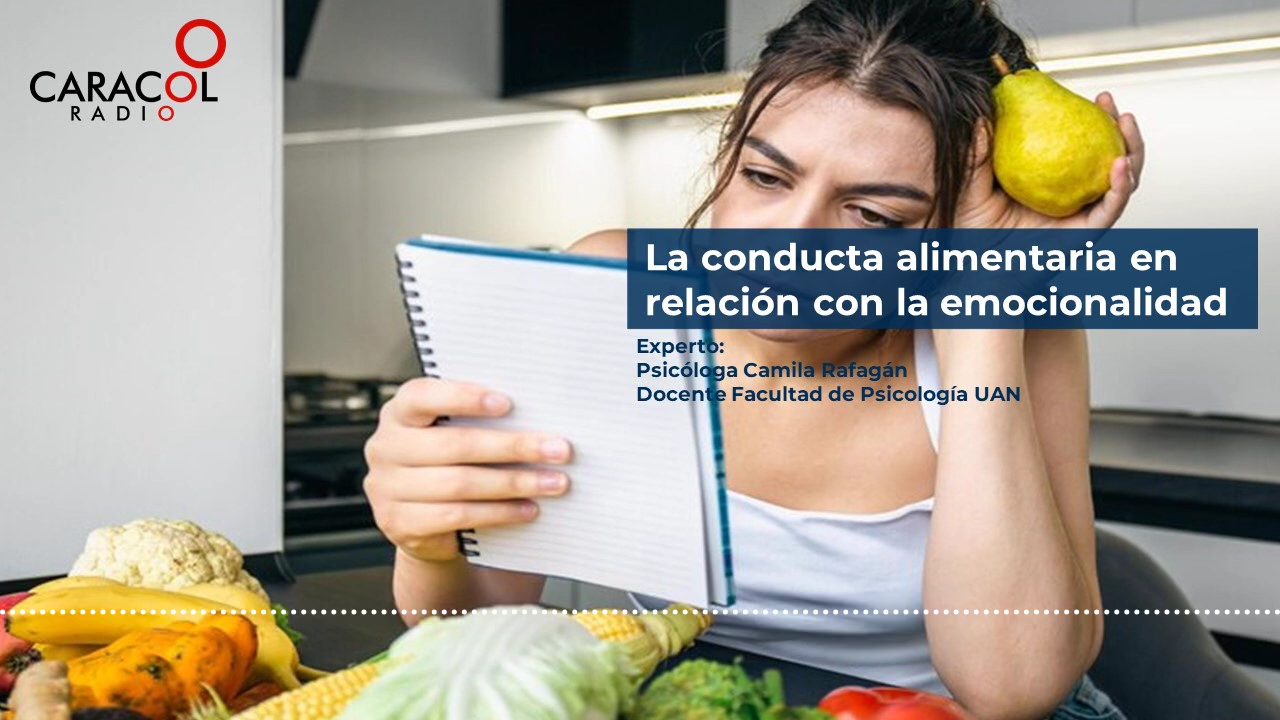 CARACOL
RADIO
La conducta alimentaria en
relación con la emocionalidad
Experto:
Psicóloga Camila Rafagán
Docente Facultad de Psicología UAN